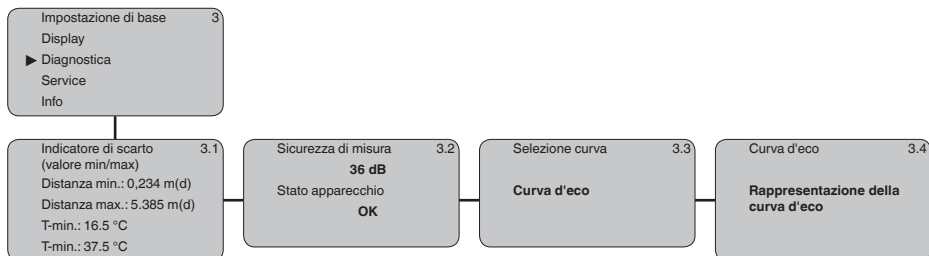 Impostazione di base 3
Display
▶ Diagnostica
Service
Info
Indicatore di scarto 3.1
(valore min/max)
Distanza min.: 0,234 m(d)
Distanza max.: 5.385 m(d)
T-min.: 16.5 °C
T-min.: 37.5 °C
Sicurezza di misura 3.2
36 dB
Stato apparecchio
OK
Selezione curva 3.3
Curva d'eco
Curva d'eco 3.4
Rappresentazione della
curva d'eco